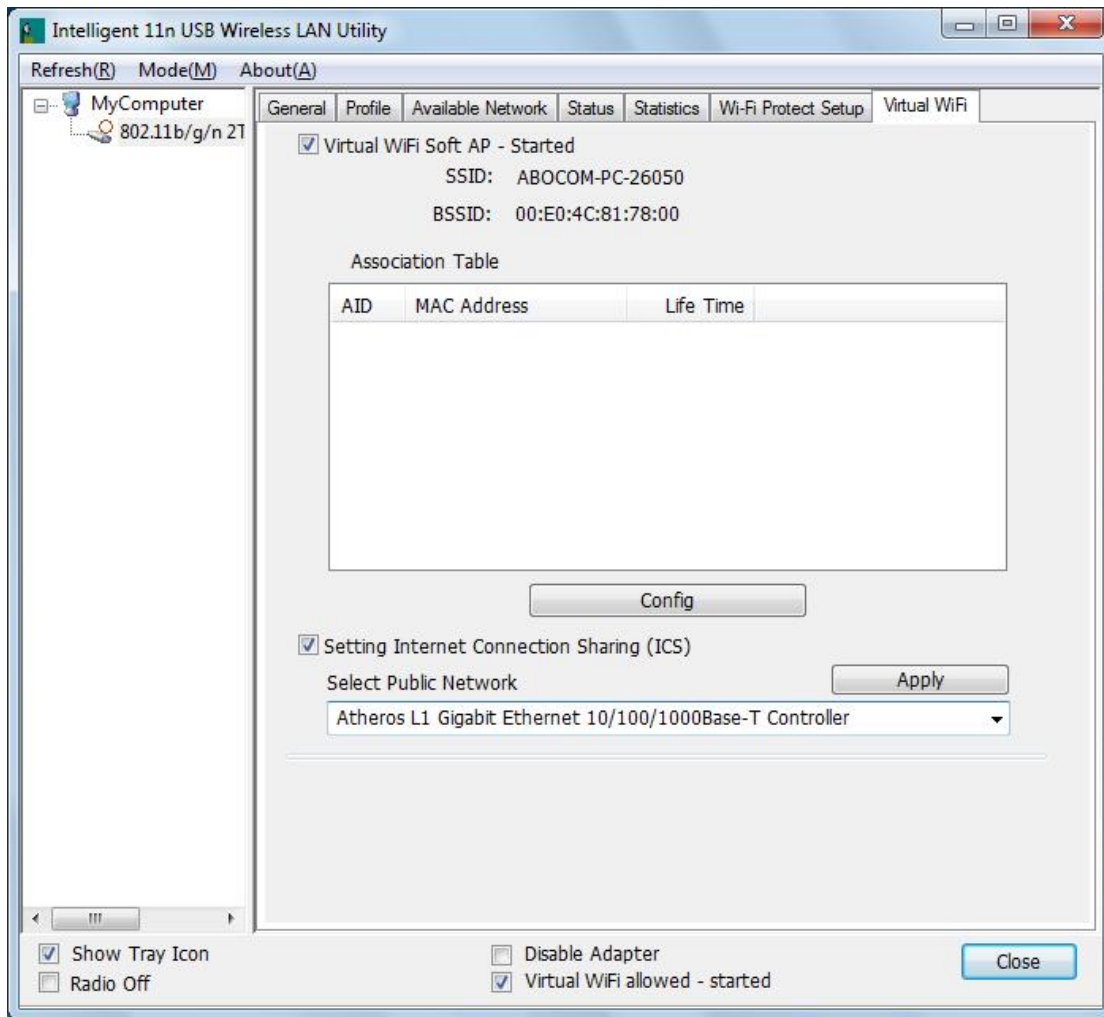 Intelligent 11n USB Wireless LAN Utility
Refresh(R) Mode(M) About(A)
MyComputer
802.11b/g/n 2T
General Profile Available Network Status Statistics Wi-Fi Protect Setup Virtual WiFi
Virtual WiFi Soft AP - Started
SSID: ABOCOM-PC-26050
BSSID: 00:E0:4C:81:78:00
Association Table
AID MAC Address Life Time
Config
Setting Internet Connection Sharing (ICS)
Select Public Network Apply
Atheros L1 Gigabit Ethernet 10/100/1000Base-T Controller
Show Tray Icon
Radio Off
Disable Adapter
Virtual WiFi allowed - started
Close